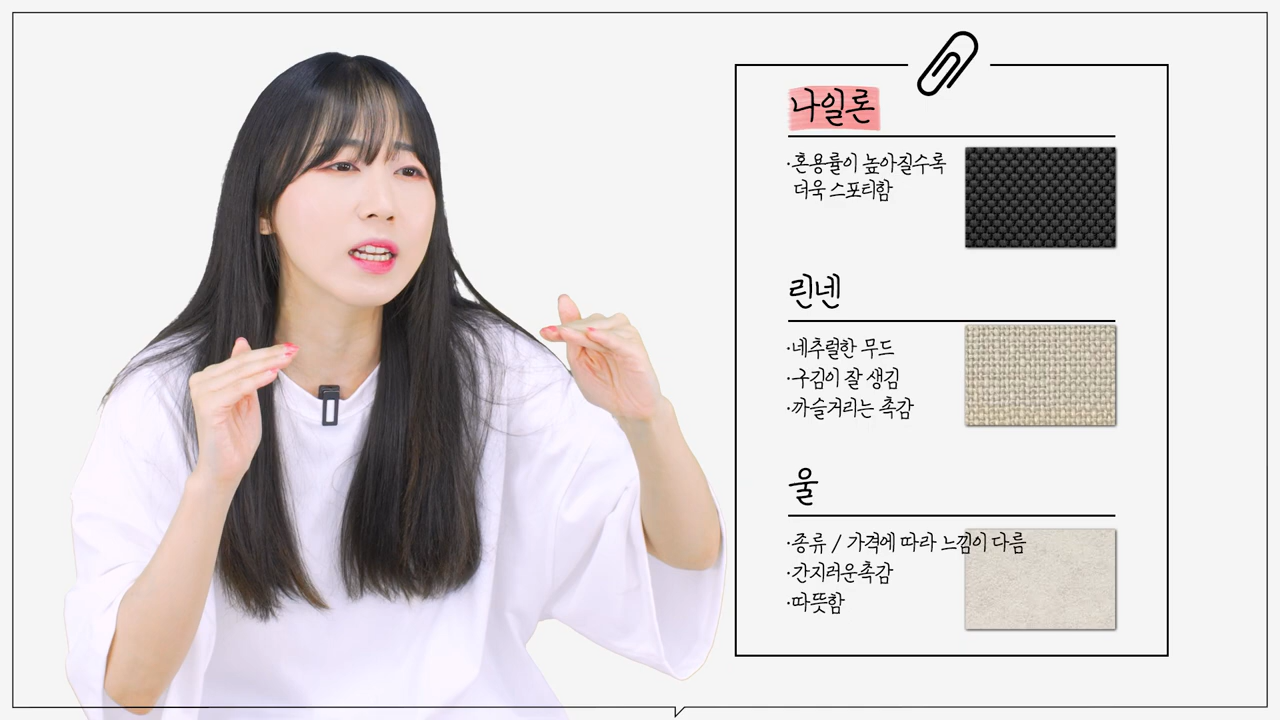 나일론
·혼용률이 높아질수록
더욱 스포티함
린넨
·네추럴한 무드
·구김이 잘 생김
·까슬거리는 촉감
울
·종류 / 가격에 따라 느낌이 다름
·간지러운촉감
·따뜻함